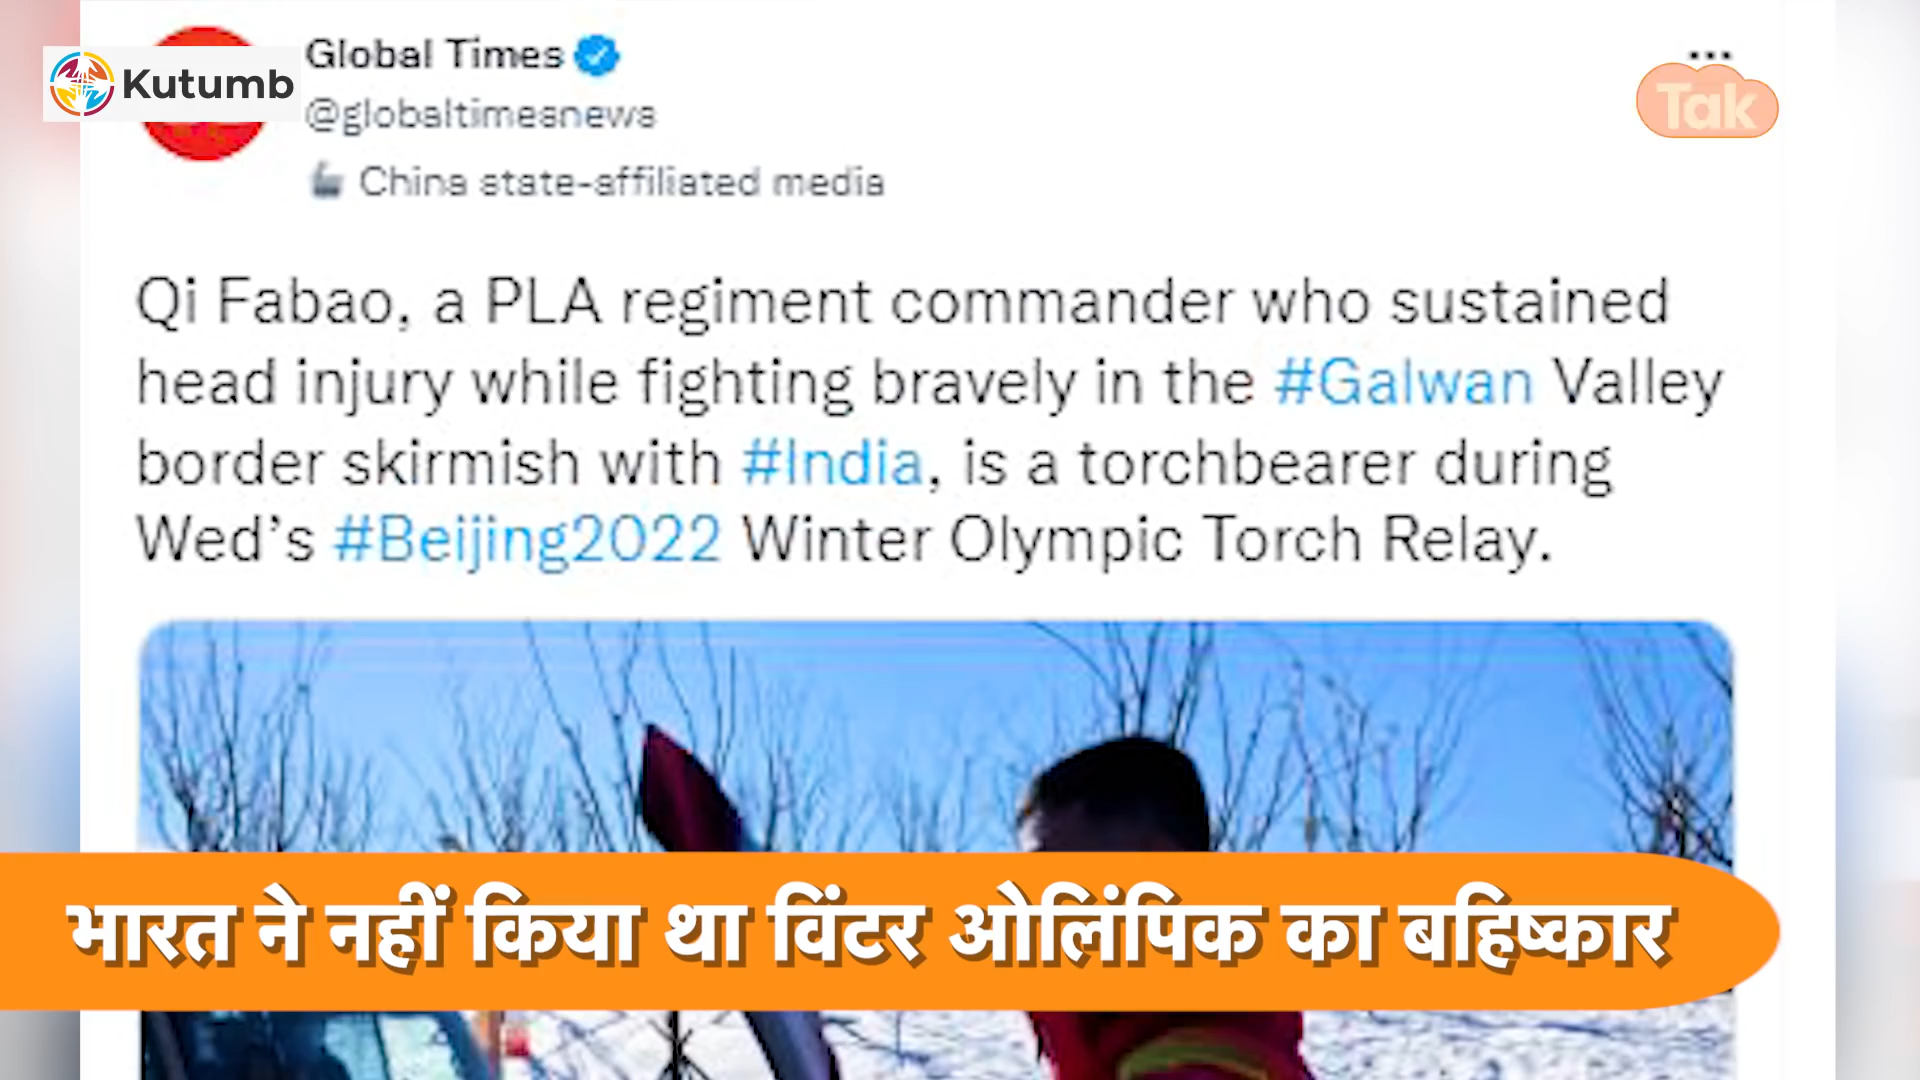 Kutumb
Global Times
@globaltimesnews
China state-affiliated media
Tak
Qi Fabao, a PLA regiment commander who sustained
head injury while fighting bravely in the #Galwan Valley
border skirmish with #India, is a torchbearer during
Wed's #Beijing2022 Winter Olympic Torch Relay.
भारत ने नहीं किया था विंटर ओलिंपिक का बहिष्कार